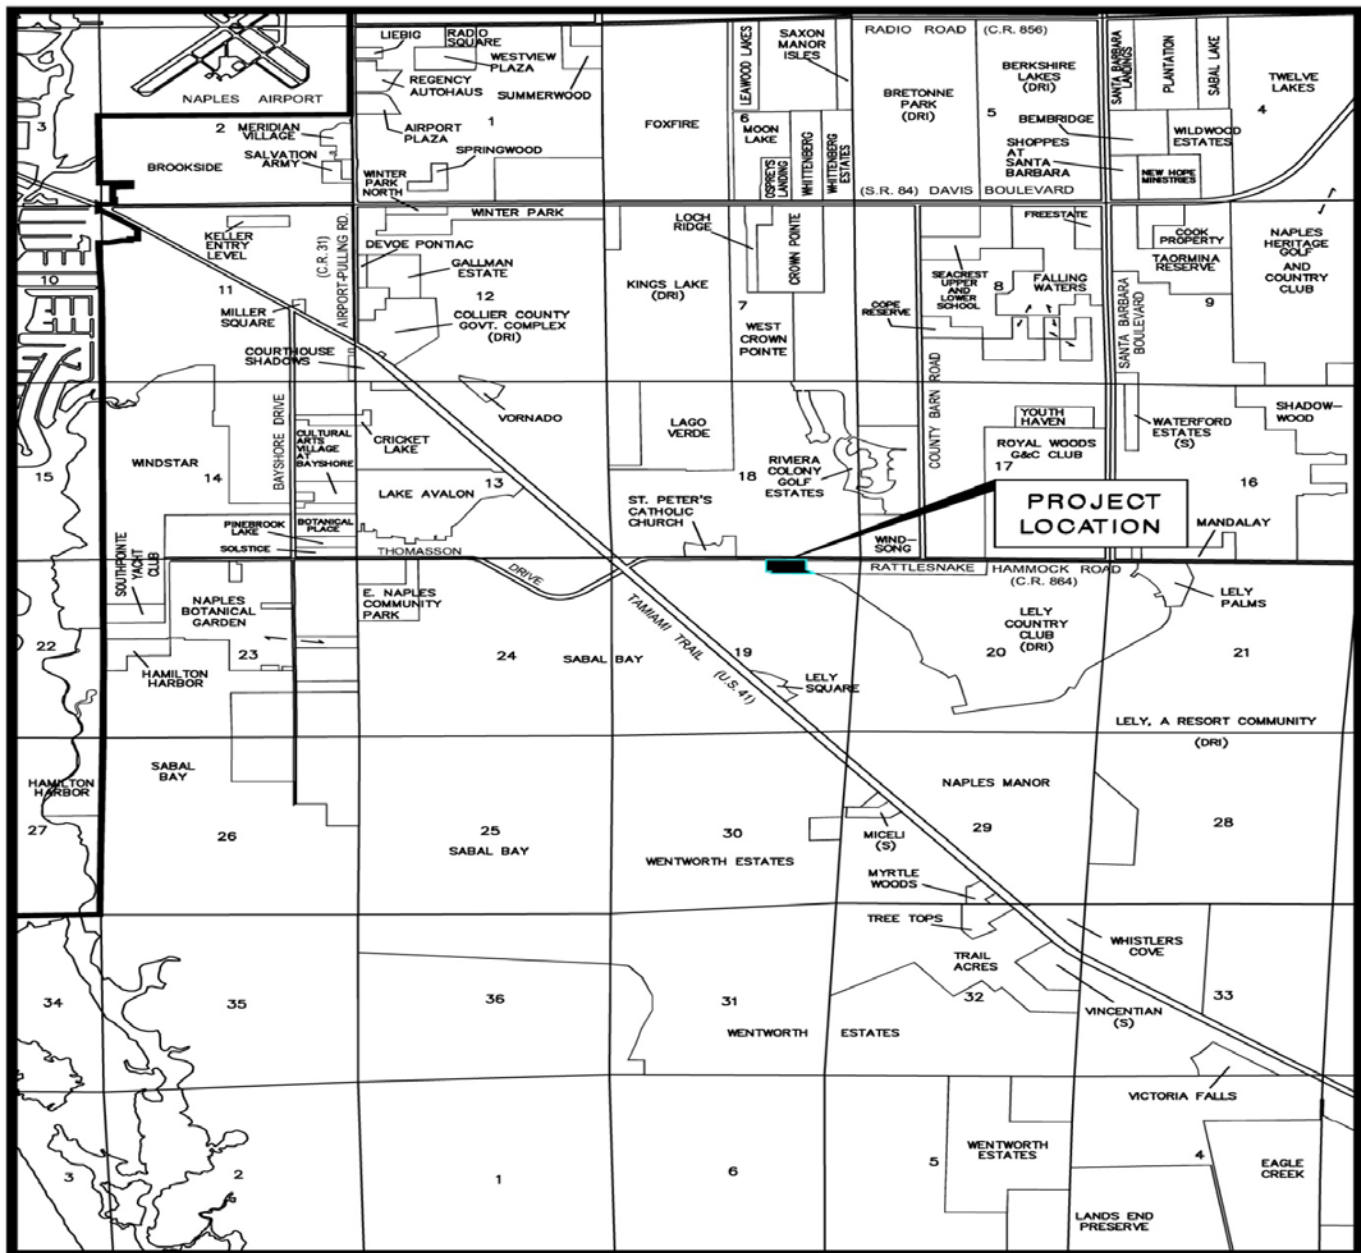 LIEBIG
RADIO
SQUARE
WESTVIEW
PLAZA
REGENCY
AUTOHAUS
SUMMERWOOD
NAPLES AIRPORT
3
2
MERIDIAN
VILLAGE
AIRPORT
PLAZA
1
BROOKSIDE
SALVATION
ARMY
SPRINGWOOD
WINTER
PARK
NORTH
FOXFIRE
LEAWOOD LAKES
SAXON
MANOR
ISLES
6
MOON
LAKE
OSPREYS
LANDING
WHITTENBERG
WHITTENBERG
ESTATES
RADIO ROAD (C.R. 856)
BRETONNE
PARK
(DRI)
BERKSHIRE
LAKES
(DRI)
5
BEMBRIDGE
SHOPPES
AT
SANTA
BARBARA
SANTA BARBARA
LANDINGS
PLANTATION
SABAL LAKE
4
TWELVE
LAKES
WILDWOOD
ESTATES
NEW HOPE
MINISTRIES
(S.R. 84) DAVIS BOULEVARD
10
KELLER
ENTRY
LEVEL
11
MILLER
SQUARE
(C.R. 31)
AIRPORT-PULLING RD.
WINTER PARK
DEVOE PONTIAC
GALLMAN
ESTATE
12
COLLIER COUNTY
GOVT. COMPLEX
(DRI)
COURTHOUSE
SHADOWS
LOCH
RIDGE
CROWN POINTE
KINGS LAKE
(DRI)
7
WEST
CROWN
POINTE
FREESTATE
SEACREST
UPPER
AND
LOWER
SCHOOL
8
FALLING
WATERS
COPE
RESERVE
COUNTY BARN ROAD
COOK
PROPERTY
TAORMINA
RESERVE
9
SANTA BARBARA
BOULEVARD
NAPLES
HERITAGE
GOLF
AND
COUNTRY
CLUB
15
WINDSTAR
14
BAYSHORE DRIVE
CULTURAL
ARTS
VILLAGE
AT
BAYSHORE
CRICKET
LAKE
VORNADO
13
LAKE AVALON
LAGO
VERDE
18
RIVIERA
COLONY
GOLF
ESTATES
ST. PETER'S
CATHOLIC
CHURCH
WIND-
SONG
YOUTH
HAVEN
ROYAL WOODS
G&C CLUB
17
WATERFORD
ESTATES
(S)
SHADOW-
WOOD
16
PROJECT
LOCATION
MANDALAY
PINEBROOK
LAKE
SOLSTICE
BOTANICAL
PLACE
SOUTHPOINTE
YACHT
CLUB
THOMASSON
DRIVE
RATTLESNAKE HAMMOCK ROAD
(C.R. 864)
NAPLES
BOTANICAL
GARDEN
E. NAPLES
COMMUNITY
PARK
TAMIAMI TRAIL
(U.S. 41)
LELY
COUNTRY
CLUB
(DRI)
LELY
PALMS
22
23
HAMILTON
HARBOR
24
SABAL BAY
19
LELY
SQUARE
20
21
LELY, A RESORT COMMUNITY
(DRI)
HAMILTON
HARBOR
27
SABAL
BAY
26
25
SABAL BAY
30
WENTWORTH ESTATES
MICELI
(S)
NAPLES MANOR
29
28
MYRTLE
WOODS
TREE TOPS
TRAIL
ACRES
32
WHISTLERS
COVE
VINCENTIAN
(S)
33
34
35
36
31
WENTWORTH ESTATES
VICTORIA FALLS
3
2
1
6
5
WENTWORTH
ESTATES
4
EAGLE
CREEK
LANDS END
PRESERVE